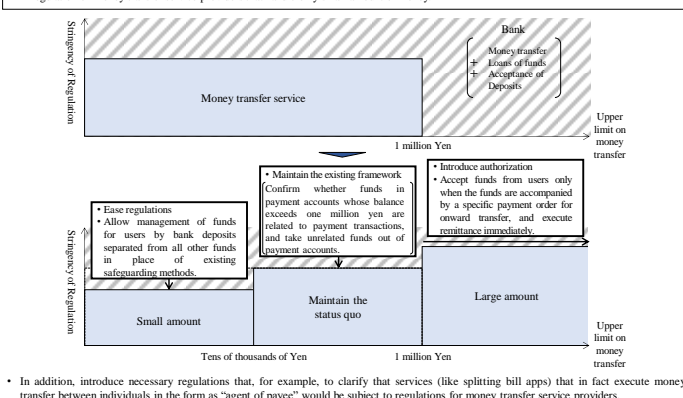 Stringency of Regulation
Bank
Money transfer
+ Loans of funds
+ Acceptance of
Deposits
Money transfer service
1 million Yen
Upper
limit on
money
transfer
• Maintain the existing framework
Confirm whether funds in
payment accounts whose balance
exceeds one million yen are
related to payment transactions,
and take unrelated funds out of
payment accounts.
• Introduce authorization
• Accept funds from users only
when the funds are accompanied
by a specific payment order for
onward transfer, and execute
remittance immediately.
• Ease regulations
• Allow management of funds
for users by bank deposits
separated from all other funds
in place of existing
safeguarding methods.
Stringency of Regulation
Small amount
Maintain the
status quo
Large amount
Tens of thousands of Yen
1 million Yen
Upper
limit on
money
transfer
• In addition, introduce necessary regulations that, for example, to clarify that services (like splitting bill apps) that in fact execute money
transfer between individuals in the form as “agent of payee” would be subject to regulations for money transfer service providers